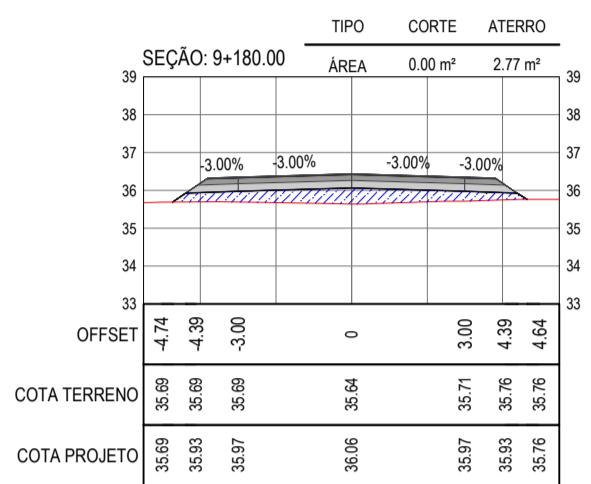 TIPO CORTE ATERRO
SEÇÃO: 9+180.00
ÁREA 0.00 m² 2.77 m²
39 39
38 38
37 37
-3.00% -3.00% -3.00% -3.00%
36 36
35 35
34 34
33 33
OFFSET -4.74 -4.39 -3.00 0 3.00 4.39 4.64
COTA TERRENO 35.69 35.69 35.69 35.64 35.71 35.76 35.76
COTA PROJETO 35.69 35.93 35.97 36.06 35.97 35.93 35.76